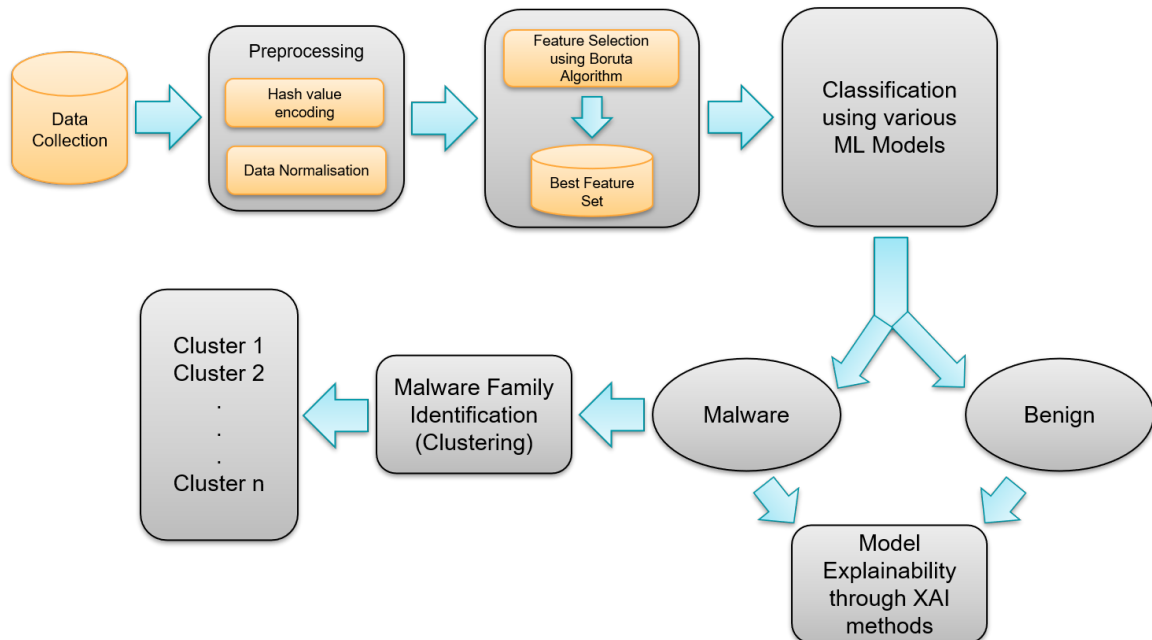 Data
Collection
Preprocessing
Hash value
encoding
Data Normalisation
Feature Selection
using Boruta
Algorithm
Best Feature
Set
Classification
using various
ML Models
Malware
Benign
Malware Family
Identification
(Clustering)
Cluster 1
Cluster 2
.
.
.
Cluster n
Model
Explainability
through XAI
methods